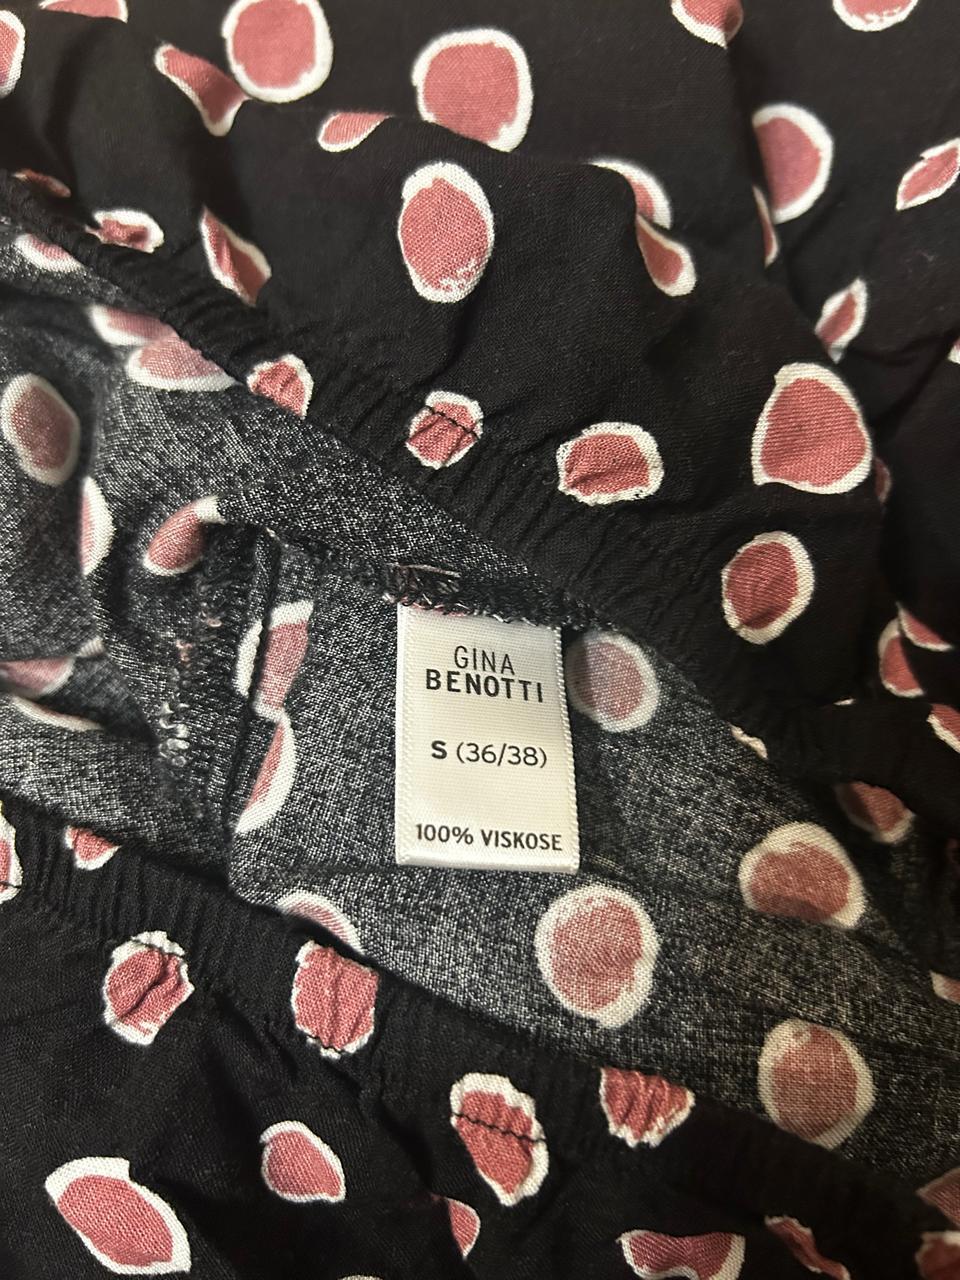 GINA
BENOTTI
S (36/38)
100% VISKOSE